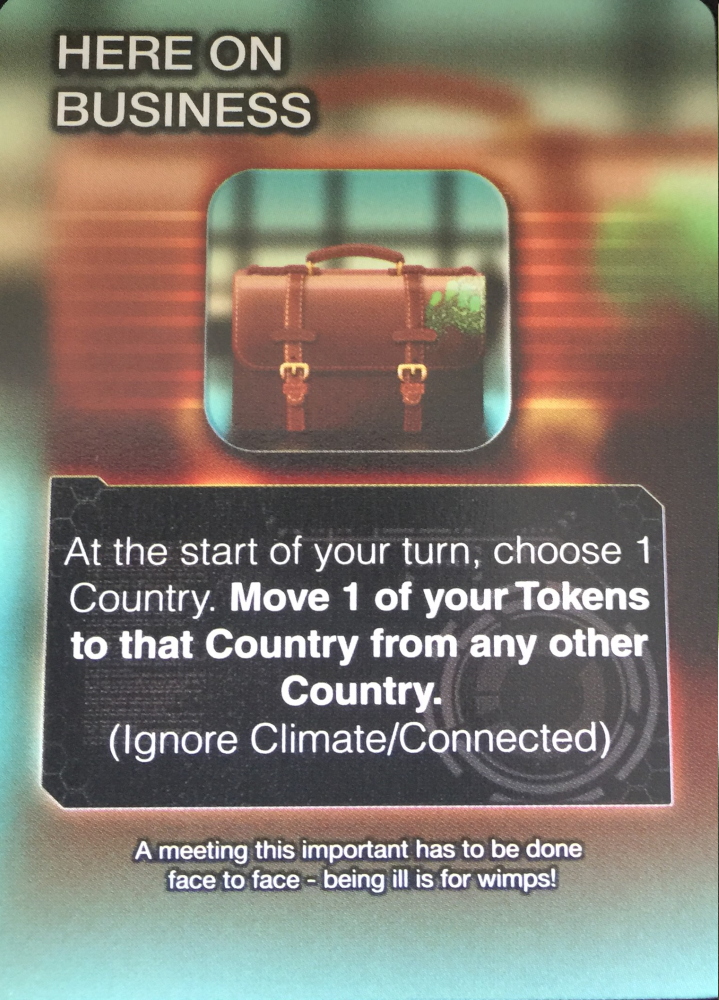 HERE ON
BUSINESS
At the start of your turn, choose 1
Country. Move 1 of your Tokens
to that Country from any other
Country.
(Ignore Climate/Connected)
A meeting this important has to be done
face to face - being ill is for wimps!